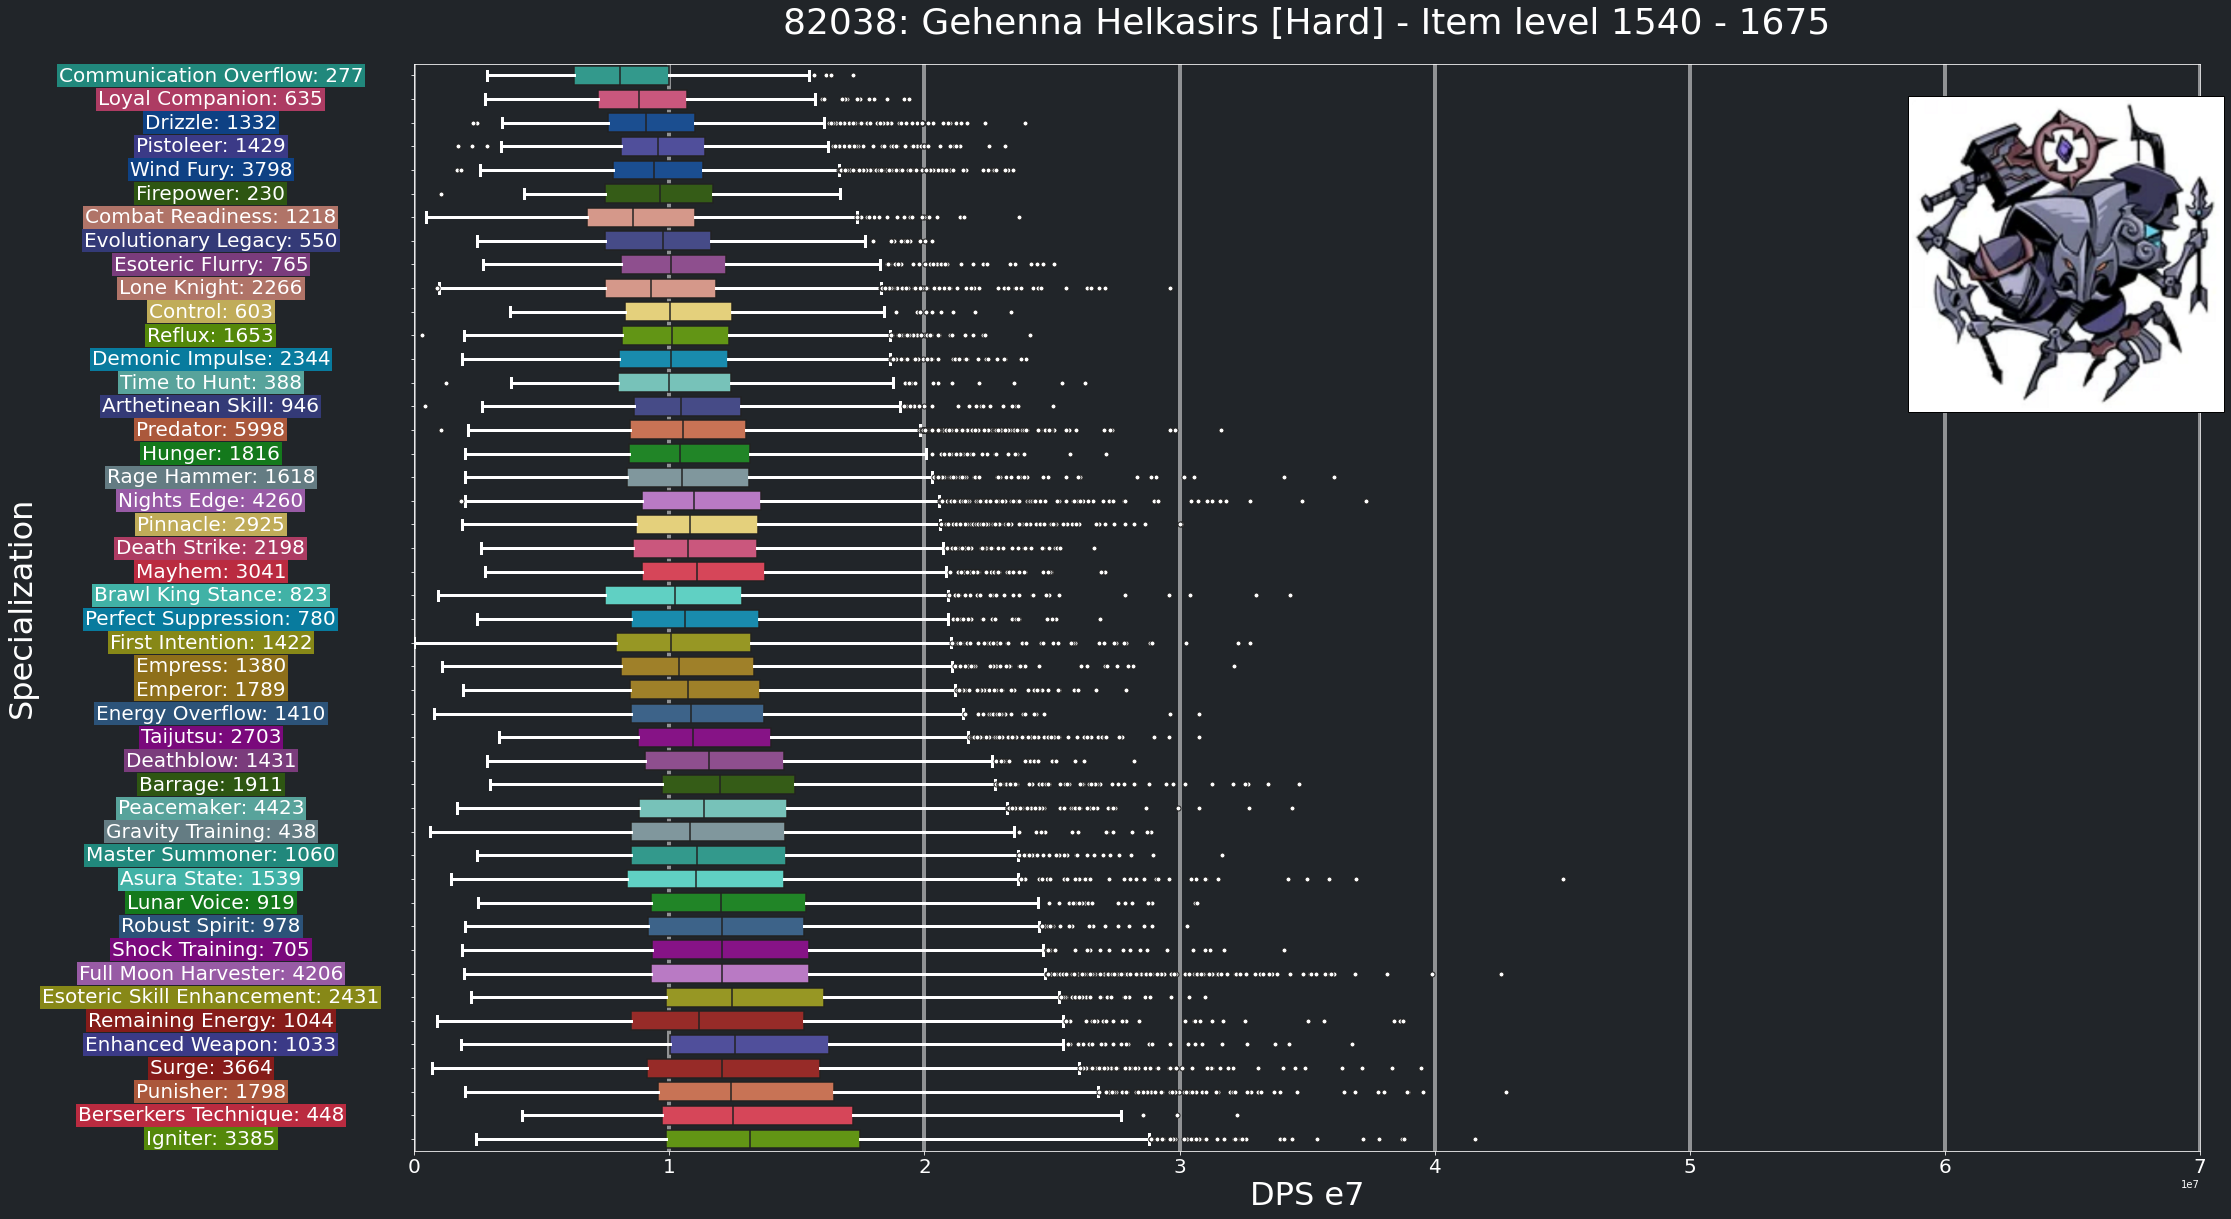 82038: Gehenna Helkasirs [Hard] - Item level 1540 - 1675
Communication Overflow: 277
Loyal Companion: 635
Drizzle: 1332
Pistoleer: 1429
Wind Fury: 3798
Firepower: 230
Combat Readiness: 1218
Evolutionary Legacy: 550
Esoteric Flurry: 765
Lone Knight: 2266
Control: 603
Reflux: 1653
Demonic Impulse: 2344
Time to Hunt: 388
Arthetinean Skill: 946
Predator: 5998
Hunger: 1816
Rage Hammer: 1618
Nights Edge: 4260
Pinnacle: 2925
Death Strike: 2198
Mayhem: 3041
Brawl King Stance: 823
Perfect Suppression: 780
First Intention: 1422
Empress: 1380
Emperor: 1789
Energy Overflow: 1410
Taijutsu: 2703
Deathblow: 1431
Barrage: 1911
Peacemaker: 4423
Gravity Training: 438
Master Summoner: 1060
Asura State: 1539
Lunar Voice: 919
Robust Spirit: 978
Shock Training: 705
Full Moon Harvester: 4206
Esoteric Skill Enhancement: 2431
Remaining Energy: 1044
Enhanced Weapon: 1033
Surge: 3664
Punisher: 1798
Berserkers Technique: 448
Igniter: 3385
Specialization
0 1 2 3 4 5 6 7
DPS e7
1e7